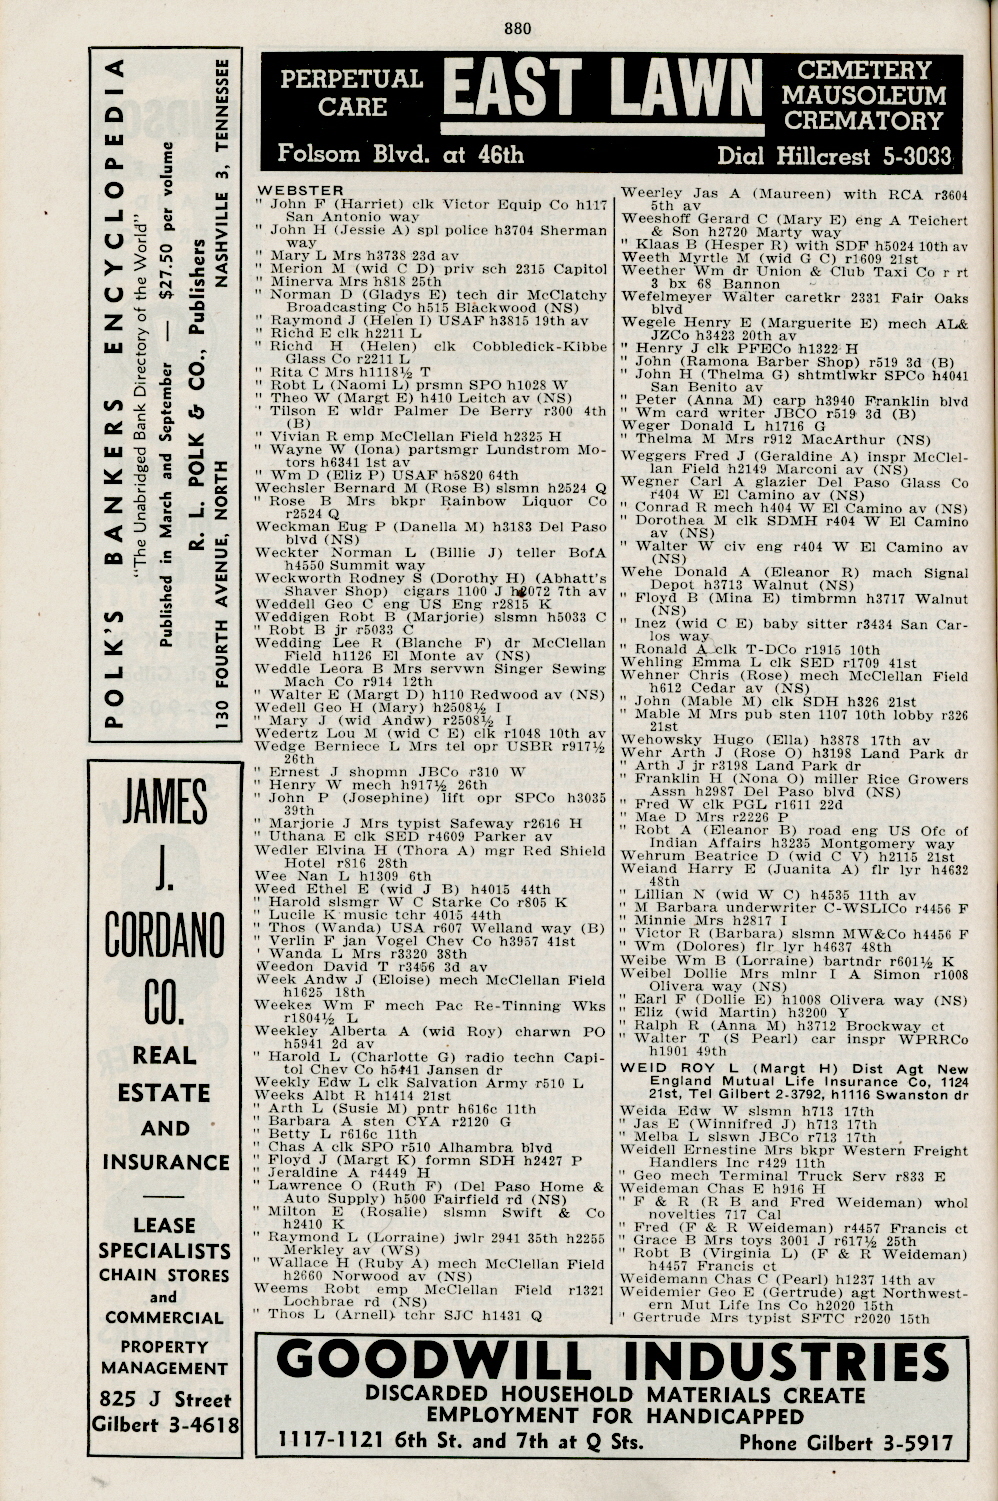 880
POLK'S BANKERS ENCYCLOPEDIA
"The Unabridged Bank Directory of the World"
Published in March and September — $27.50 per volume
R. L. POLK & CO., Publishers
130 FOURTH AVENUE, NORTH NASHVILLE 3, TENNESSEE
JAMES
J.
CORDANO
CO.
REAL
ESTATE
AND
INSURANCE
LEASE
SPECIALISTS
CHAIN STORES
and
COMMERCIAL
PROPERTY
MANAGEMENT
825 J Street
Gilbert 3-4618
PERPETUAL
CARE
EAST LAWN
CEMETERY
MAUSOLEUM
CREMATORY
Folsom Blvd. at 46th
Dial Hillcrest 5-3033
WEBSTER
" John F (Harriet) clk Victor Equip Co h117
San Antonio way
" John H (Jessie A) spl police h3704 Sherman
way
" Mary L Mrs h3738 23d av
" Merion M (wid C D) priv sch 2315 Capitol
" Minerva Mrs h818 25th
" Norman D (Gladys E) tech dir McClatchy
Broadcasting Co h515 Blackwood (NS)
" Raymond J (Helen I) USAF h3815 19th av
" Richd E clk h2211 L
" Richd H (Helen) clk Cobbledick-Kibbe
Glass Co r2211 L
" Rita C Mrs h1118½ T
" Robt L (Naomi L) prsmn SPO h1028 W
" Theo W (Margt E) h410 Leitch av (NS)
' Tilson E wldr Palmer De Berry r300 4th
(B)
" Vivian R emp McClellan Field h2325 H
" Wayne W (Iona) partsmgr Lundstrom Mo-
tors h6341 1st av
" Wm D (Eliz P) USAF h5820 64th
Wechsler Bernard M (Rose B) slsmn h2524 Q
" Rose B Mrs bkpr Rainbow Liquor Co
r2524 Q
Weckman Eug P (Danella M) h3183 Del Paso
blvd (NS)
Weckter Norman L (Billie J) teller BofA
h4550 Summit way
Weckworth Rodney S (Dorothy H) (Abhatt's
Shaver Shop) cigars 1100 J h2072 7th av
Weddell Geo C eng US Eng r2815 K
Weddigen Robt B (Marjorie) slsmn h5033 C
" Robt B jr r5033 C
Wedding Lee R (Blanche F) dr McClellan
Field h1126 El Monte av (NS)
Weddle Leora B Mrs servwn Singer Sewing
Mach Co r914 12th
" Walter E (Margt D) h110 Redwood av (NS)
Wedell Geo H (Mary) h2508½ I
" Mary J (wid Andw) r2508½ I
Wedertz Lou M (wid C E) clk r1048 10th av
Wedge Berniece L Mrs tel opr USBR r917½
26th
" Ernest J shopmn JBCo r310 W
" Henry W mech h917½ 26th
" John P (Josephine) lift opr SPCo h3035
39th
" Marjorie J Mrs typist Safeway r2616 H
" Uthana E clk SED r4609 Parker av
Wedler Elvina H (Thora A) mgr Red Shield
Hotel r816 28th
Wee Nan L h1309 6th
Weed Ethel E (wid J B) h4015 44th
" Harold slsmgr W C Starke Co r805 K
" Lucile K music tchr 4015 44th
" Thos (Wanda) USA r607 Welland way (B)
" Verlin F jan Vogel Chev Co h3957 41st
' Wanda L Mrs r3320 38th
Weedon David T r3456 3d av
Week Andw J (Eloise) mech McClellan Field
h1625 18th
Weekes Wm F mech Pac Re-Tinning Wks
r1804½ L
Weekley Alberta A (wid Roy) charwn PO
h5941 2d av
" Harold L (Charlotte G) radio techn Capi-
tol Chev Co h5441 Jansen dr
Weekly Edw L clk Salvation Army r510 L
Weeks Albt R h1414 21st
" Arth L (Susie M) pntr h616c 11th
" Barbara A sten CYA r2120 G
" Betty L r616c 11th
" Chas A clk SPO r510 Alhambra blvd
" Floyd J (Margt K) formn SDH h2427 P
" Jeraldine A r4449 H
" Lawrence O (Ruth F) (Del Paso Home &
Auto Supply) h500 Fairfield rd (NS)
" Milton E (Rosalie) slsmn Swift & Co
h2410 K
" Raymond L (Lorraine) jwlr 2941 35th h2255
Merkley av (WS)
" Wallace H (Ruby A) mech McClellan Field
h2660 Norwood av (NS)
Weems Robt emp McClellan Field r1321
Lochbrae rd (NS)
" Thos L (Arnell) tchr SJC h1431 Q
Weerley Jas A (Maureen) with RCA r3604
5th av
Weeshoff Gerard C (Mary E) eng A Teichert
& Son h2720 Marty way
" Klaas B (Hesper R) with SDF h5024 10th av
Weeth Myrtle M (wid G C) r1609 21st
Weether Wm dr Union & Club Taxi Co r rt
3 bx 68 Bannon
Wefelmeyer Walter caretkr 2331 Fair Oaks
blvd
Wegele Henry E (Marguerite E) mech AL&
JZCo h3423 20th av
" Henry J clk PFECo h1322 H
" John (Ramona Barber Shop) r519 3d (B)
" John H (Thelma G) shtmtlwkr SPCo h4041
San Benito av
" Peter (Anna M) carp h3940 Franklin blvd
" Wm card writer JBCO r519 3d (B)
Weger Donald L h1716 G
" Thelma M Mrs r912 MacArthur (NS)
Weggers Fred J (Geraldine A) inspr McClel-
lan Field h2149 Marconi av (NS)
Wegner Carl A glazier Del Paso Glass Co
r404 W El Camino av (NS)
" Conrad R mech h404 W El Camino av (NS)
" Dorothea M clk SDMH r404 W El Camino
av (NS)
" Walter W civ eng r404 W El Camino av
(NS)
Wehe Donald A (Eleanor R) mach Signal
Depot h3713 Walnut (NS)
" Floyd B (Mina E) timbrmn h3717 Walnut
(NS)
" Inez (wid C E) baby sitter r3434 San Car-
los way
" Ronald A clk T-DCo r1915 10th
Wehling Emma L clk SED r1709 41st
Wehner Chris (Rose) mech McClellan Field
h612 Cedar av (NS)
" John (Mable M) clk SDH h326 21st
" Mable M Mrs pub sten 1107 10th lobby r326
21st
Wehowsky Hugo (Ella) h3878 17th av
Wehr Arth J (Rose O) h3198 Land Park dr
" Arth J jr r3198 Land Park dr
" Franklin H (Nona O) miller Rice Growers
Assn h2987 Del Paso blvd (NS)
" Fred W clk PGL r1611 22d
" Mae D Mrs r2226 P
" Robt A (Eleanor B) road eng US Ofc of
Indian Affairs h3235 Montgomery way
Wehrum Beatrice D (wid C V) h2115 21st
Weiand Harry E (Juanita A) flr lyr h4632
48th
" Lillian N (wid W C) h4535 11th av
" M Barbara underwriter C-WSLICo r4456 F
" Minnie Mrs h2817 I
" Victor R (Barbara) slsmn MW&Co h4456 F
" Wm (Dolores) flr lyr h4637 48th
Weibe Wm B (Lorraine) bartndr r601½ K
Weibel Dollie Mrs mlnr I A Simon r1008
Olivera way (NS)
" Earl F (Dollie E) h1008 Olivera way (NS)
" Eliz (wid Martin) h3200 Y
" Ralph R (Anna M) h3712 Brockway ct
" Walter T (S Pearl) car inspr WPRRCo
h1901 49th
WEID ROY L (Margt H) Dist Agt New
England Mutual Life Insurance Co, 1124
21st, Tel Gilbert 2-3792, h1116 Swanston dr
Weida Edw W slsmn h713 17th
" Jas E (Winnifred J) h713 17th
" Melba L slswn JBCo r713 17th
Weidell Ernestine Mrs bkpr Western Freight
Handlers Inc r429 11th
" Geo mech Terminal Truck Serv r833 E
Weideman Chas E h916 H
" F & R (R B and Fred Weideman) whol
novelties 717 Cal
" Fred (F & R Weideman) r4457 Francis ct
" Grace B Mrs toys 3001 J r617½ 25th
" Robt B (Virginia L) (F & R Weideman)
h4457 Francis ct
Weidemann Chas C (Pearl) h1237 14th av
Weidemier Geo E (Gertrude) agt Northwest-
ern Mut Life Ins Co h2020 15th
" Gertrude Mrs typist SFTC r2020 15th
GOODWILL INDUSTRIES
DISCARDED HOUSEHOLD MATERIALS CREATE
EMPLOYMENT FOR HANDICAPPED
1117-1121 6th St. and 7th at Q Sts.
Phone Gilbert 3-5917